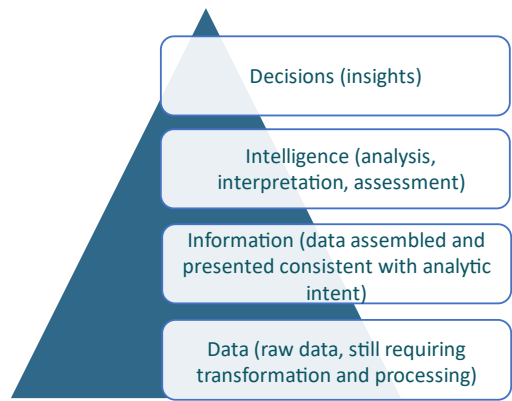 Decisions (insights)
Intelligence (analysis,
interpretation, assessment)
Information (data assembled and
presented consistent with analytic
intent)
Data (raw data, still requiring
transformation and processing)